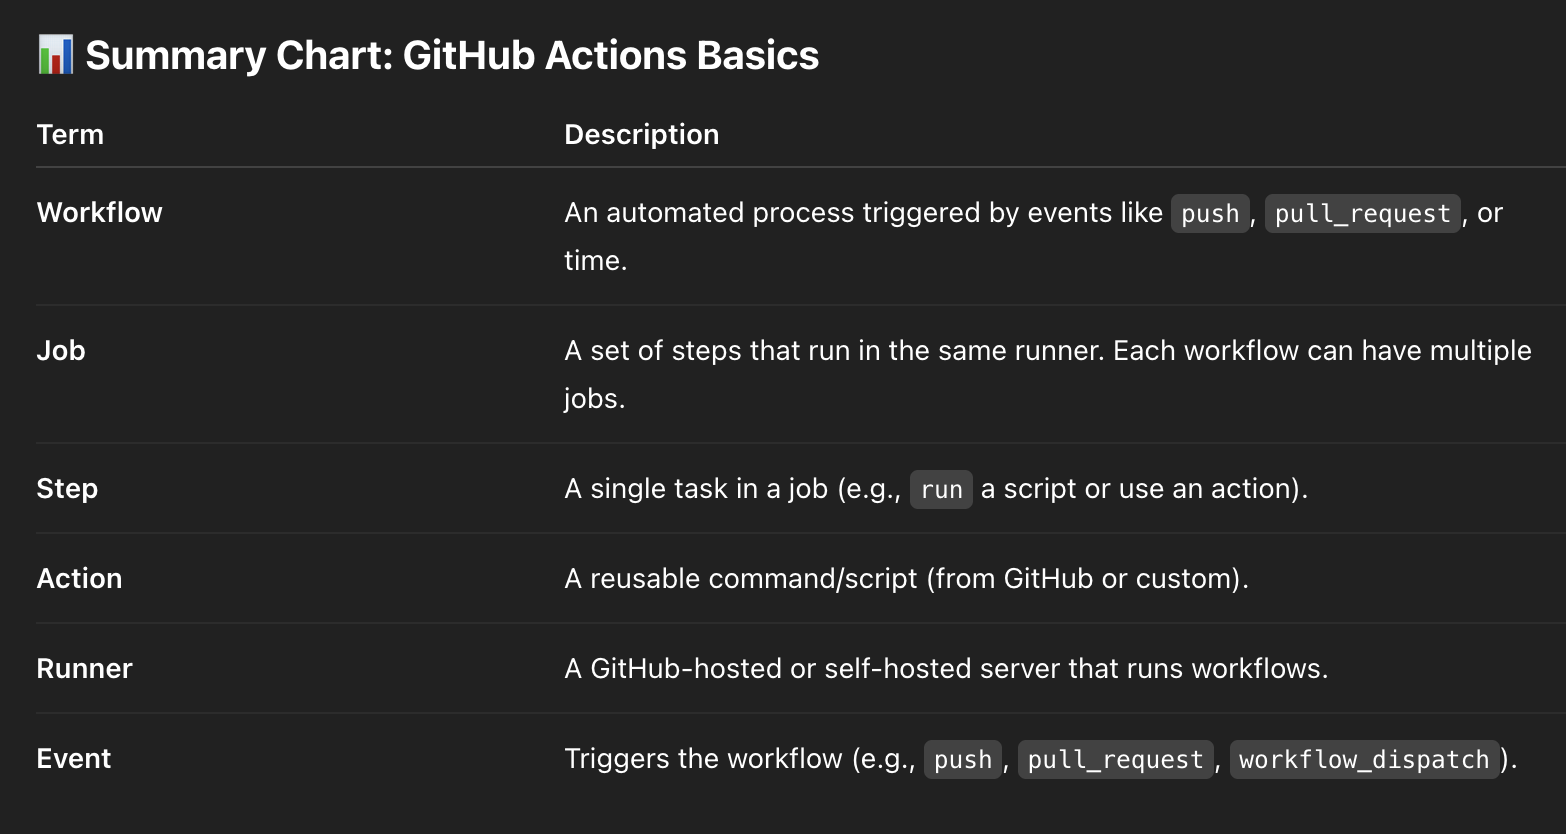 📊 Summary Chart: GitHub Actions Basics
Term Description
Workflow An automated process triggered by events like push, pull_request, or
time.
Job A set of steps that run in the same runner. Each workflow can have multiple
jobs.
Step A single task in a job (e.g., run a script or use an action).
Action A reusable command/script (from GitHub or custom).
Runner A GitHub-hosted or self-hosted server that runs workflows.
Event Triggers the workflow (e.g., push, pull_request, workflow_dispatch).